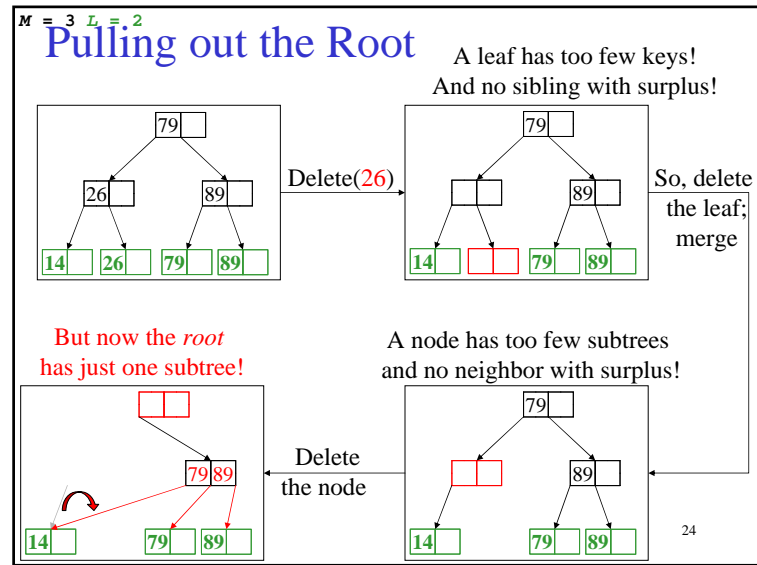 M = 3 L = 2
Pulling out the Root
A leaf has too few keys!
And no sibling with surplus!
79
26 89
14 26 79 89
Delete(26)
79
89
14 79 89
So, delete
the leaf;
merge
But now the root
has just one subtree!
79 89
14 79 89
Delete
the node
A node has too few subtrees
and no neighbor with surplus!
79
89
14 79 89
24